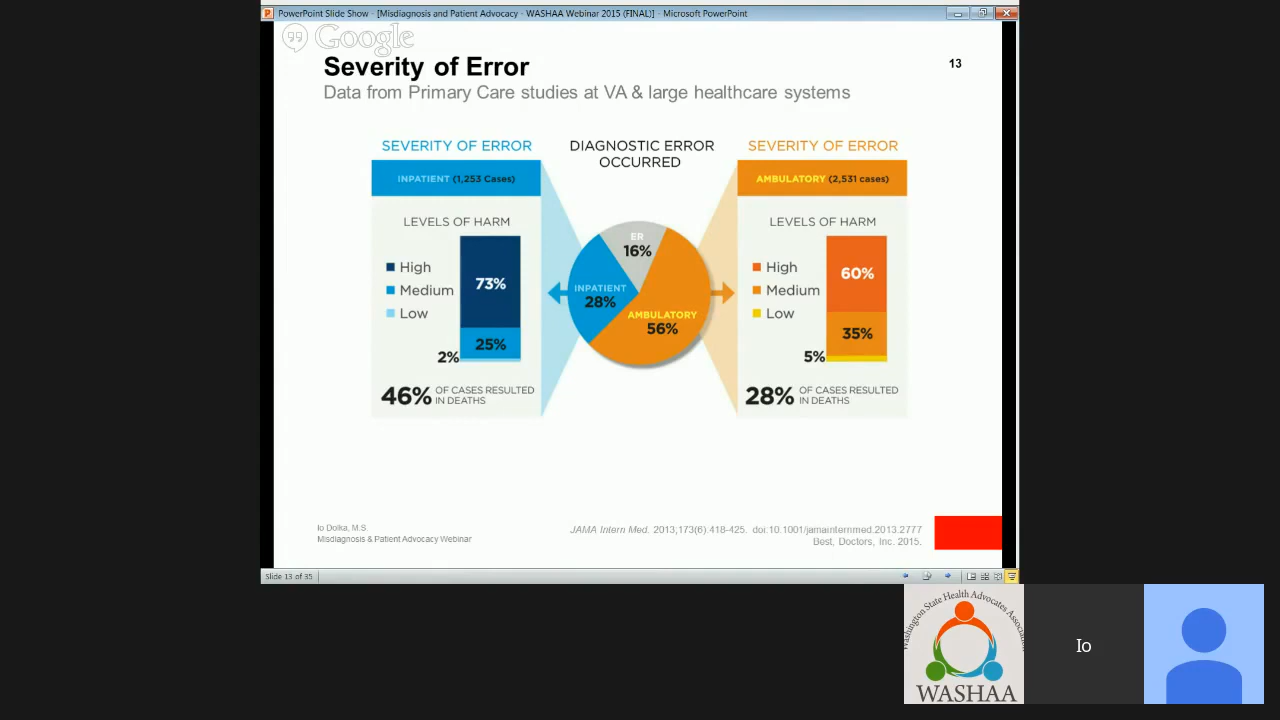 PowerPoint Slide Show - [Misdiagnosis and Patient Advocacy - WASHAA Webinar 2015 (FINAL)] - Microsoft PowerPoint
Google
Severity of Error
13
Data from Primary Care studies at VA & large healthcare systems
SEVERITY OF ERROR
INPATIENT (1,253 Cases)
LEVELS OF HARM
High
Medium
Low
73%
25%
2%
46% OF CASES RESULTED
IN DEATHS
DIAGNOSTIC ERROR
OCCURRED
ER
16%
INPATIENT
28%
AMBULATORY
56%
SEVERITY OF ERROR
AMBULATORY (2,531 cases)
LEVELS OF HARM
High
Medium
Low
60%
35%
5%
28% OF CASES RESULTED
IN DEATHS
Io Dolka, M.S.
Misdiagnosis & Patient Advocacy Webinar
JAMA Intern Med. 2013;173(6):418-425. doi:10.1001/jamainternmed.2013.2777
Best, Doctors, Inc. 2015.
Slide 13 of 35
Washington State Health Advocates Association
WASHAA
Io